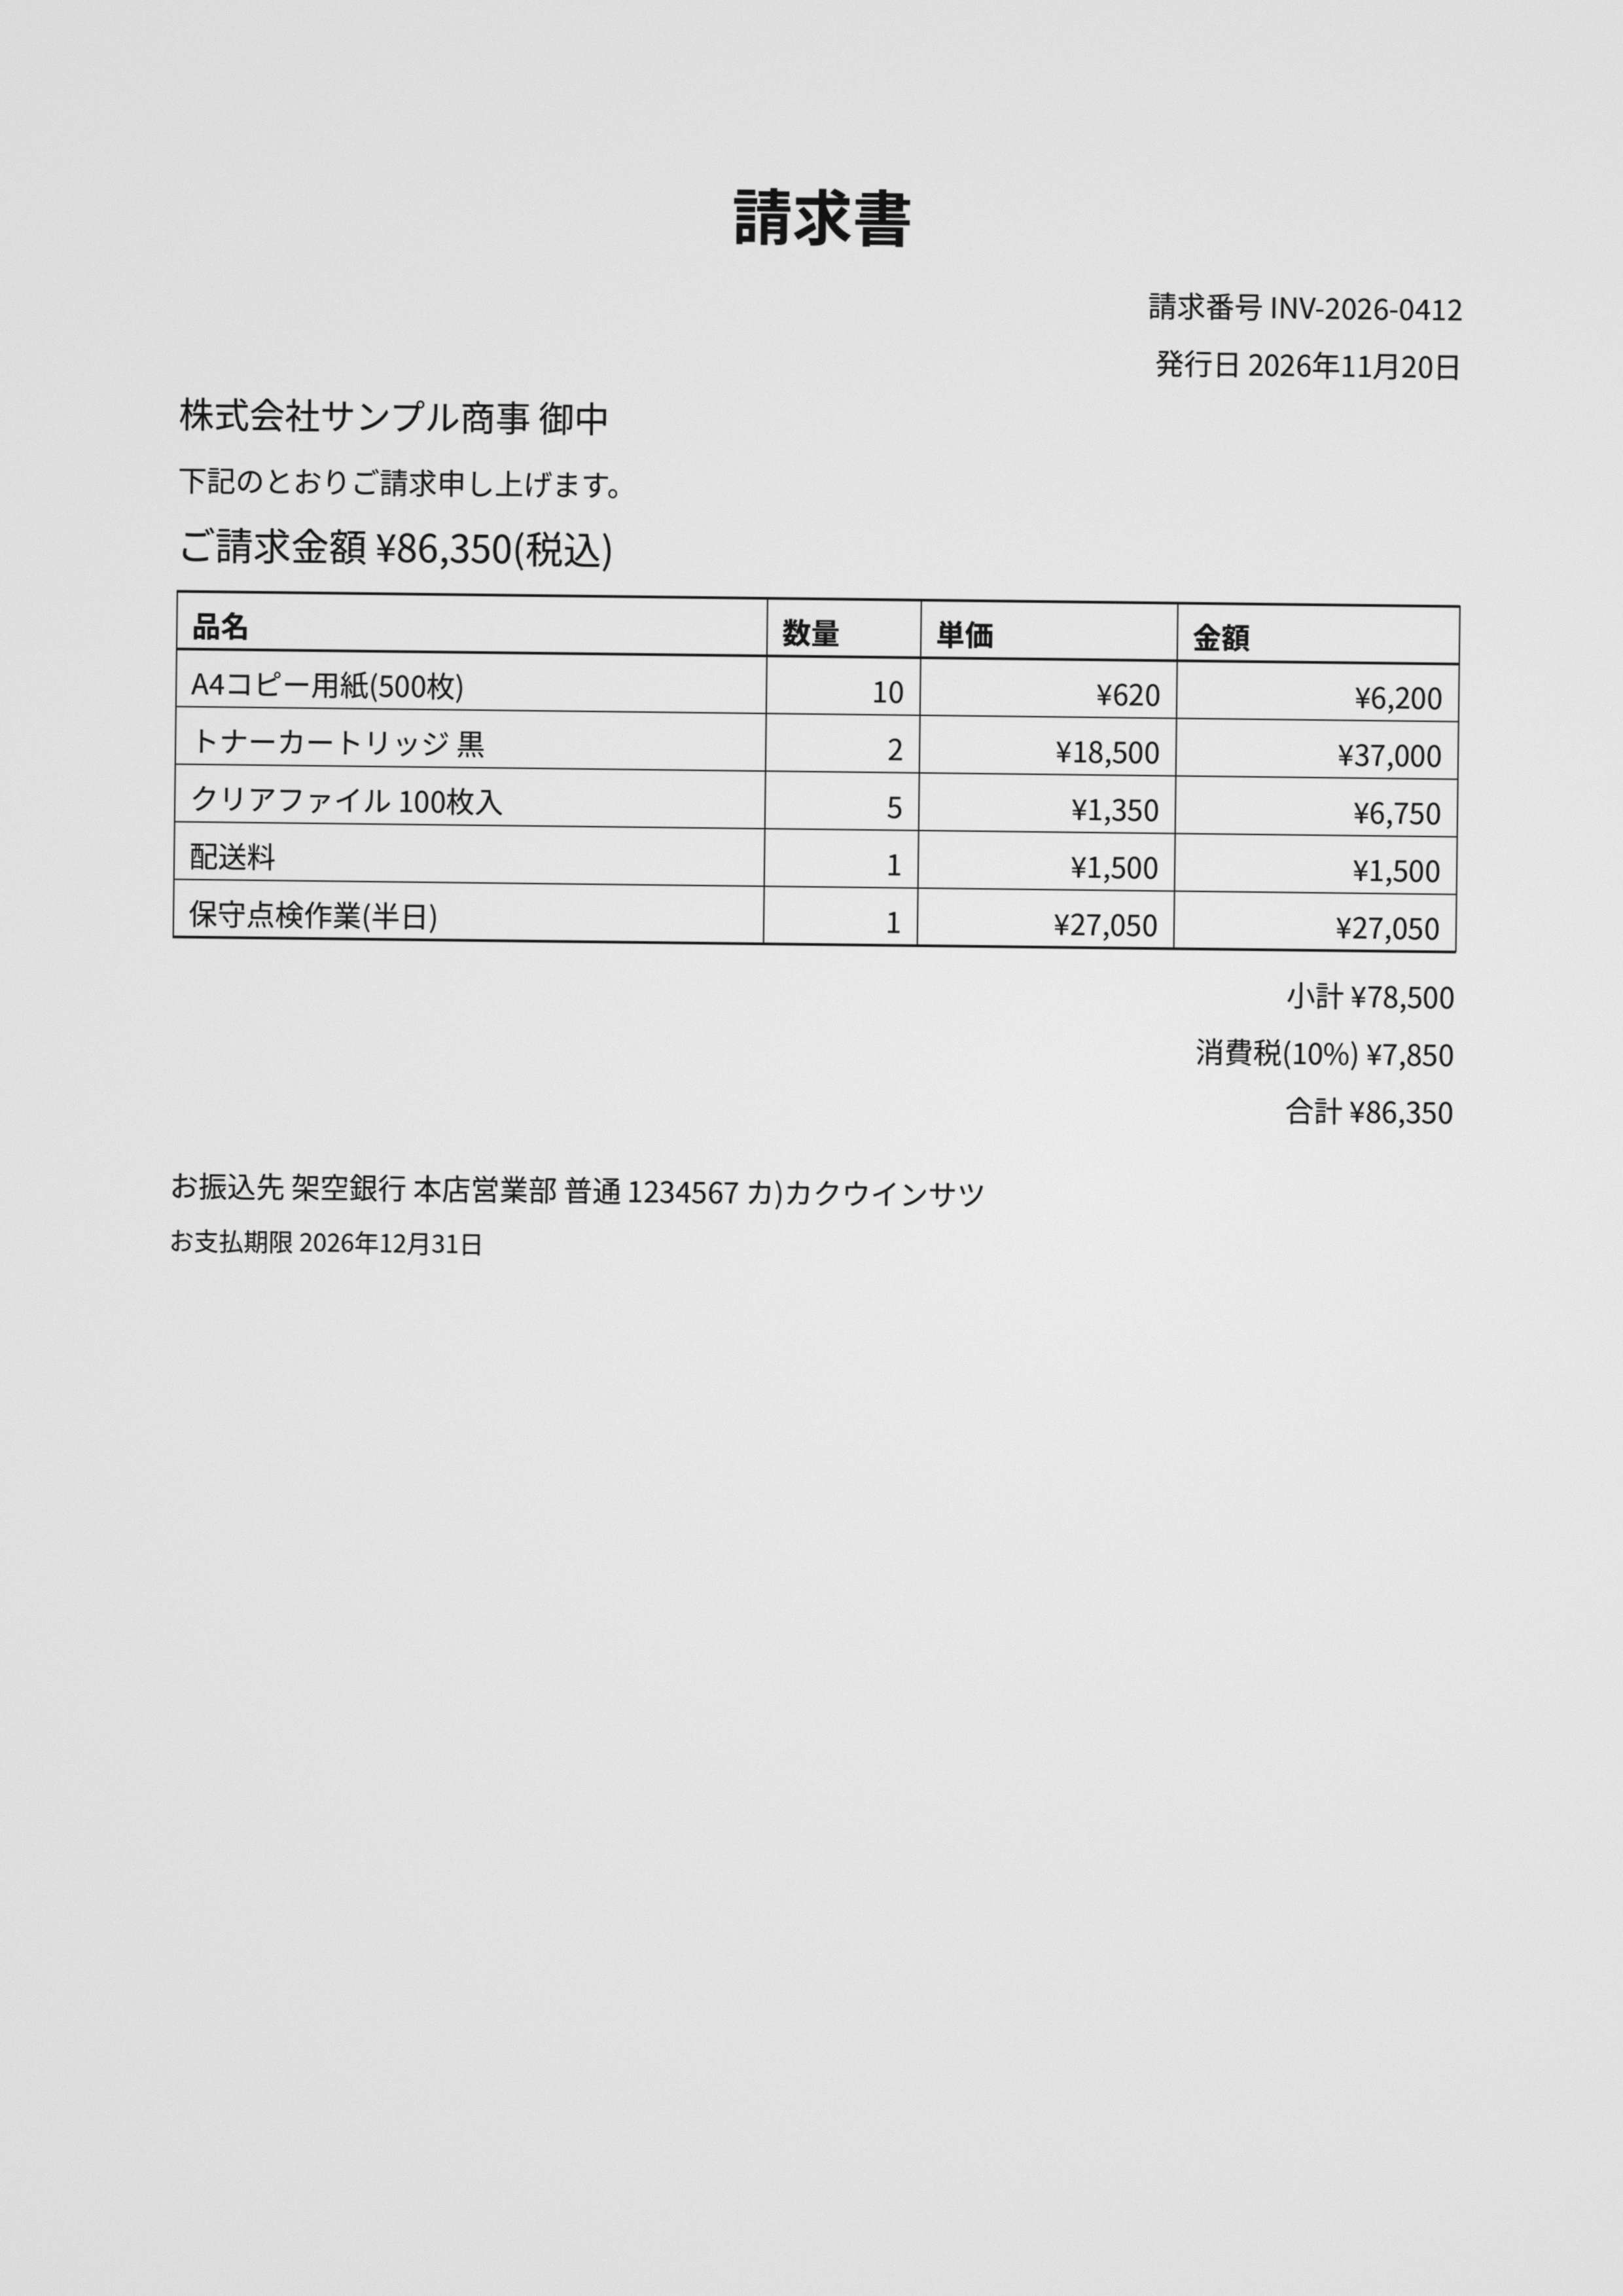 請求書
請求番号 INV-2026-0412
発行日 2026年11月20日
株式会社サンプル商事 御中
下記のとおりご請求申し上げます。
ご請求金額 ¥86,350(税込)
品名 数量 単価 金額
A4コピー用紙(500枚) 10 ¥620 ¥6,200
トナーカートリッジ 黒 2 ¥18,500 ¥37,000
クリアファイル 100枚入 5 ¥1,350 ¥6,750
配送料 1 ¥1,500 ¥1,500
保守点検作業(半日) 1 ¥27,050 ¥27,050
小計 ¥78,500
消費税(10%) ¥7,850
合計 ¥86,350
お振込先 架空銀行 本店営業部 普通 1234567 カ)カクウインサツ
お支払期限 2026年12月31日